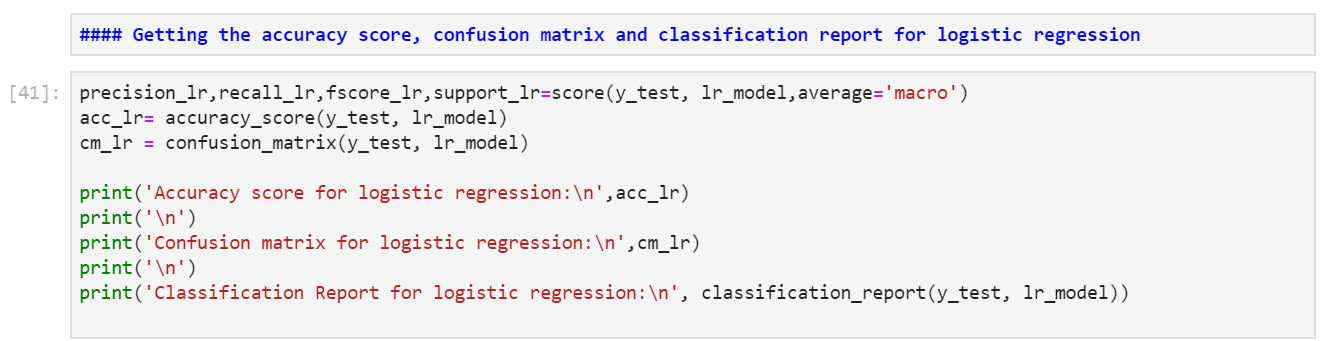 #### Getting the accuracy score, confusion matrix and classification report for logistic regression
[41]:
precision_lr,recall_lr,fscore_lr,support_lr=score(y_test, lr_model,average='macro')
acc_lr= accuracy_score(y_test, lr_model)
cm_lr = confusion_matrix(y_test, lr_model)
print('Accuracy score for logistic regression:\n',acc_lr)
print('\n')
print('Confusion matrix for logistic regression:\n',cm_lr)
print('\n')
print('Classification Report for logistic regression:\n', classification_report(y_test, lr_model))